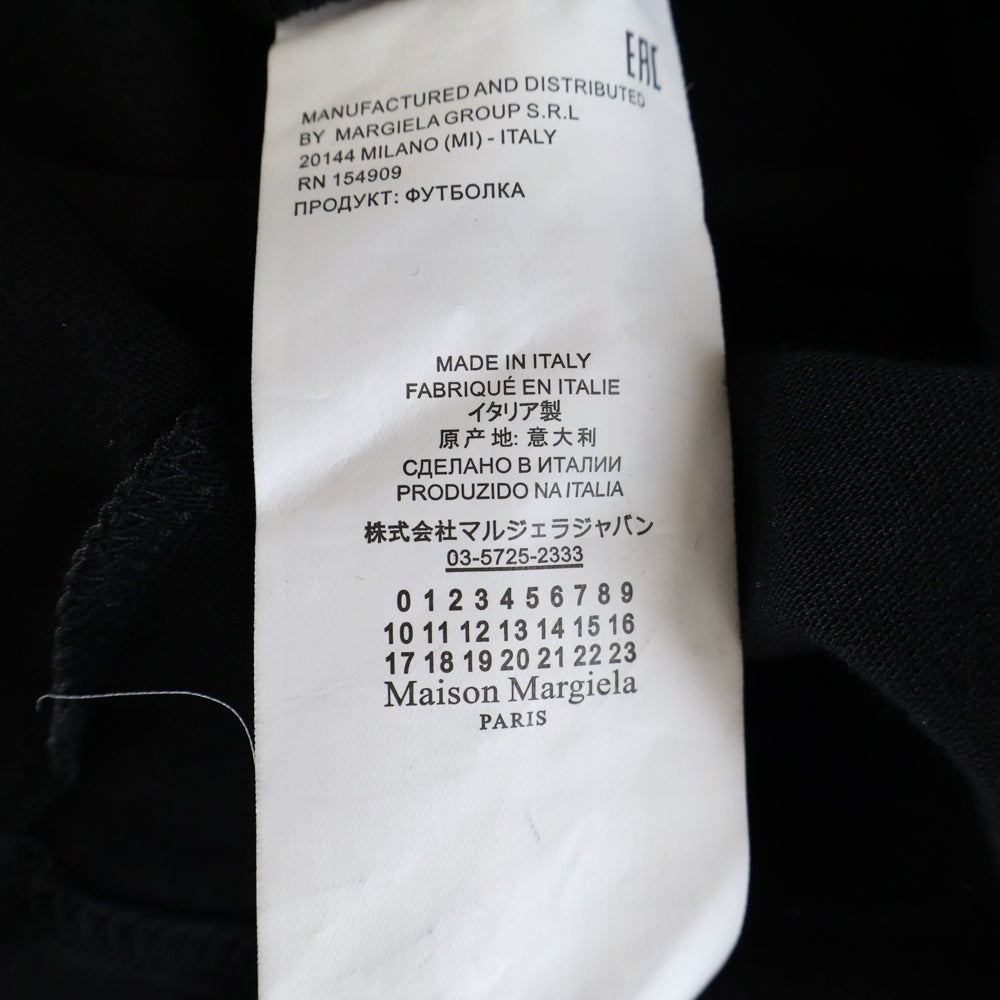 EAC
MANUFACTURED AND DISTRIBUTED
BY MARGIELA GROUP S.R.L
20144 MILANO (MI) - ITALY
RN 154909
ПРОДУКТ: ФУТБОЛКА
MADE IN ITALY
FABRIQUÉ EN ITALIE
イタリア製
原产地: 意大利
СДЕЛАНО В ИТАЛИИ
PRODUZIDO NA ITALIA
株式会社マルジェラジャパン
03-5725-2333
0 1 2 3 4 5 6 7 8 9
10 11 12 13 14 15 16
17 18 19 20 21 22 23
Maison Margiela
PARIS